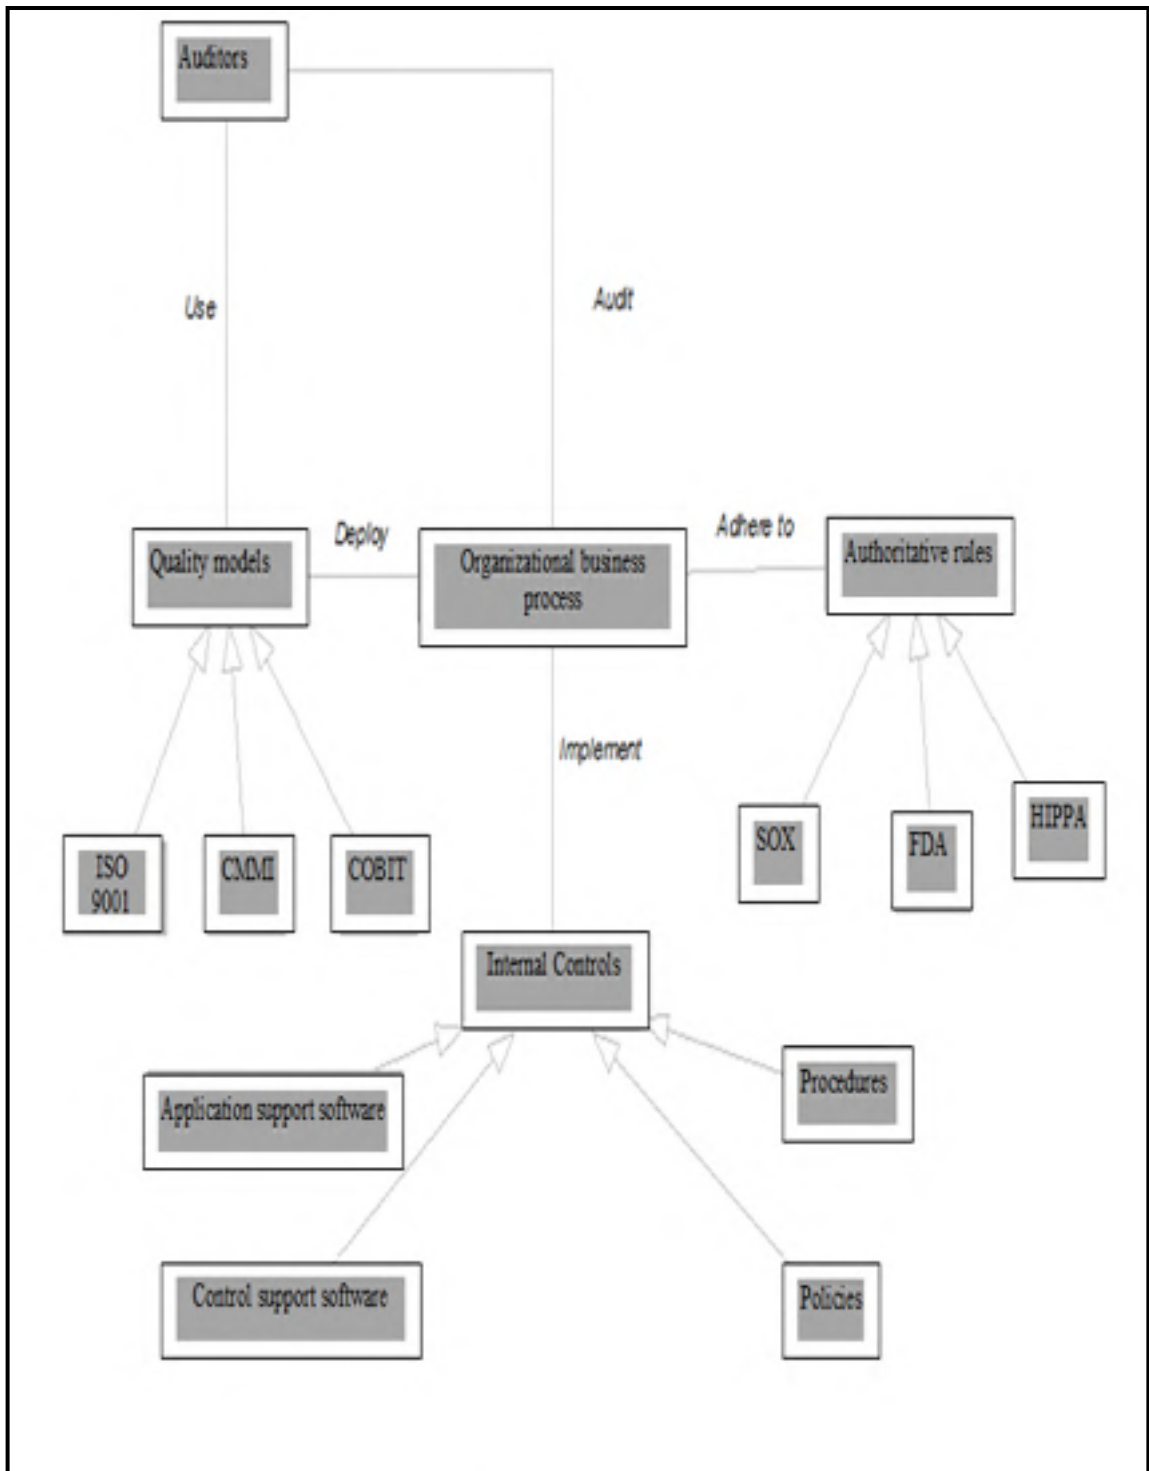 Auditors
Use
Audit
Quality models
Deploy
Organizational business
process
Adhere to
Authoritative rules
Implement
ISO
9001
CMMI
COBIT
SOX
FDA
HIPPA
Internal Controls
Application support software
Procedures
Control support software
Policies